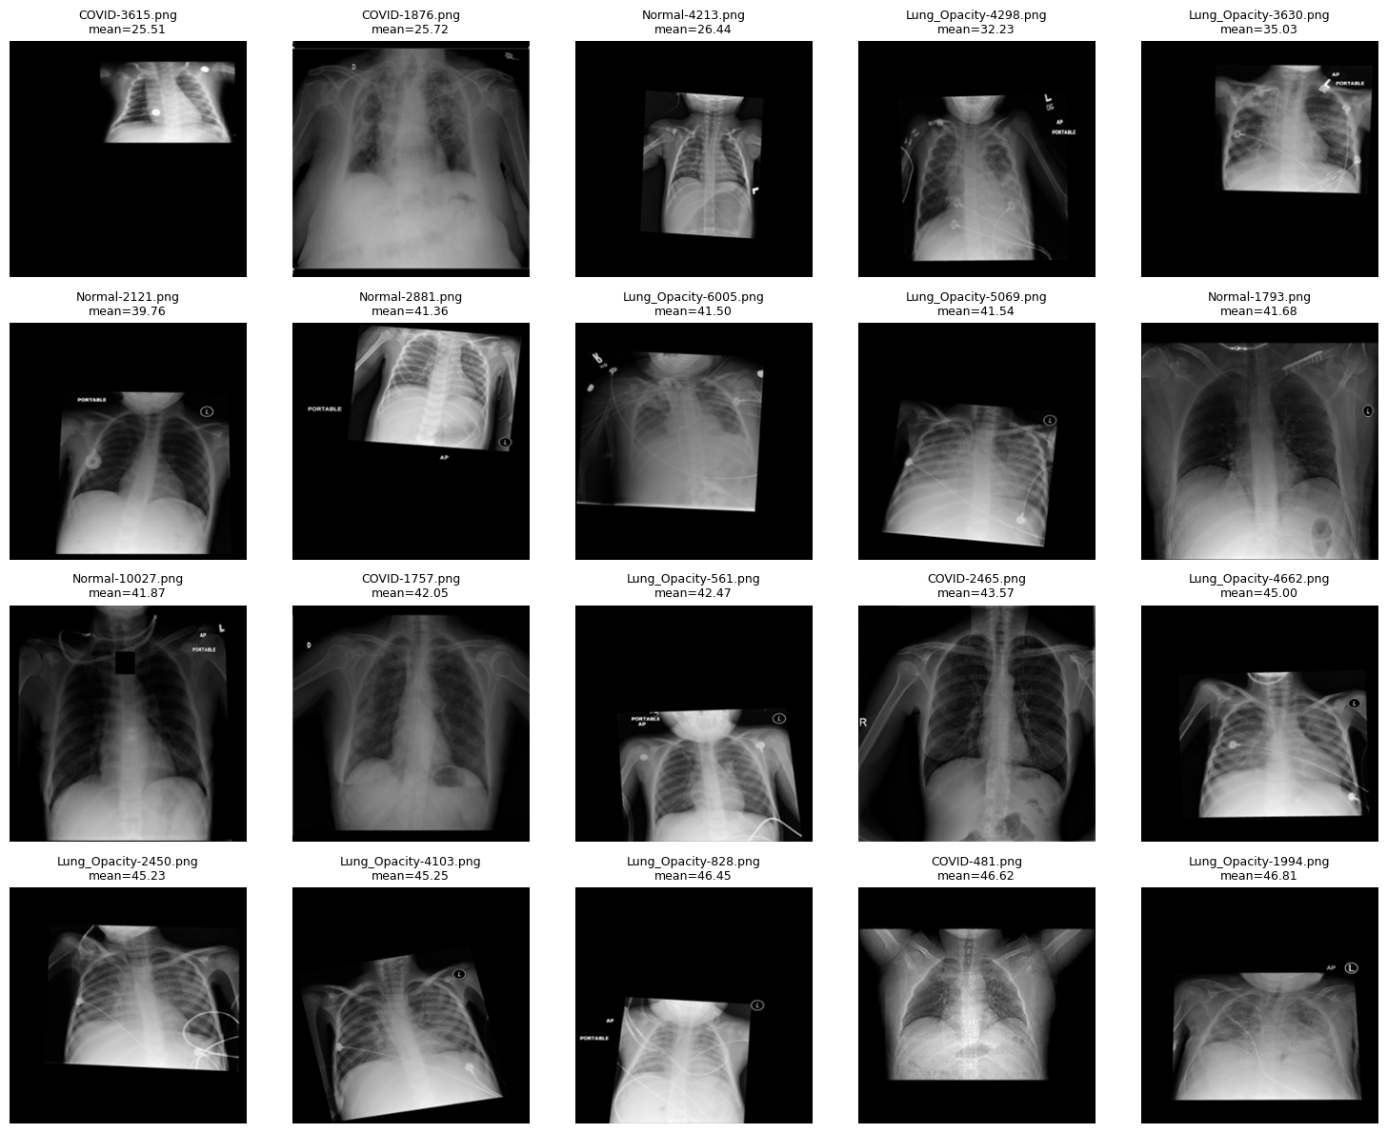 COVID-3615.png
mean=25.51
COVID-1876.png
mean=25.72
D
Normal-4213.png
mean=26.44
Lung_Opacity-4298.png
mean=32.23
L
AP
PORTABLE
Lung_Opacity-3630.png
mean=35.03
AP
PORTABLE
L
Normal-2121.png
mean=39.76
PORTABLE
L
Normal-2881.png
mean=41.36
PORTABLE
L
AP
Lung_Opacity-6005.png
mean=41.50
Lung_Opacity-5069.png
mean=41.54
L
Normal-1793.png
mean=41.68
L
Normal-10027.png
mean=41.87
L
AP
PORTABLE
COVID-1757.png
mean=42.05
D
Lung_Opacity-561.png
mean=42.47
PORTABLE
AP
L
COVID-2465.png
mean=43.57
R
Lung_Opacity-4662.png
mean=45.00
L
Lung_Opacity-2450.png
mean=45.23
Lung_Opacity-4103.png
mean=45.25
L
Lung_Opacity-828.png
mean=46.45
L
AP
PORTABLE
COVID-481.png
mean=46.62
Lung_Opacity-1994.png
mean=46.81
AP L